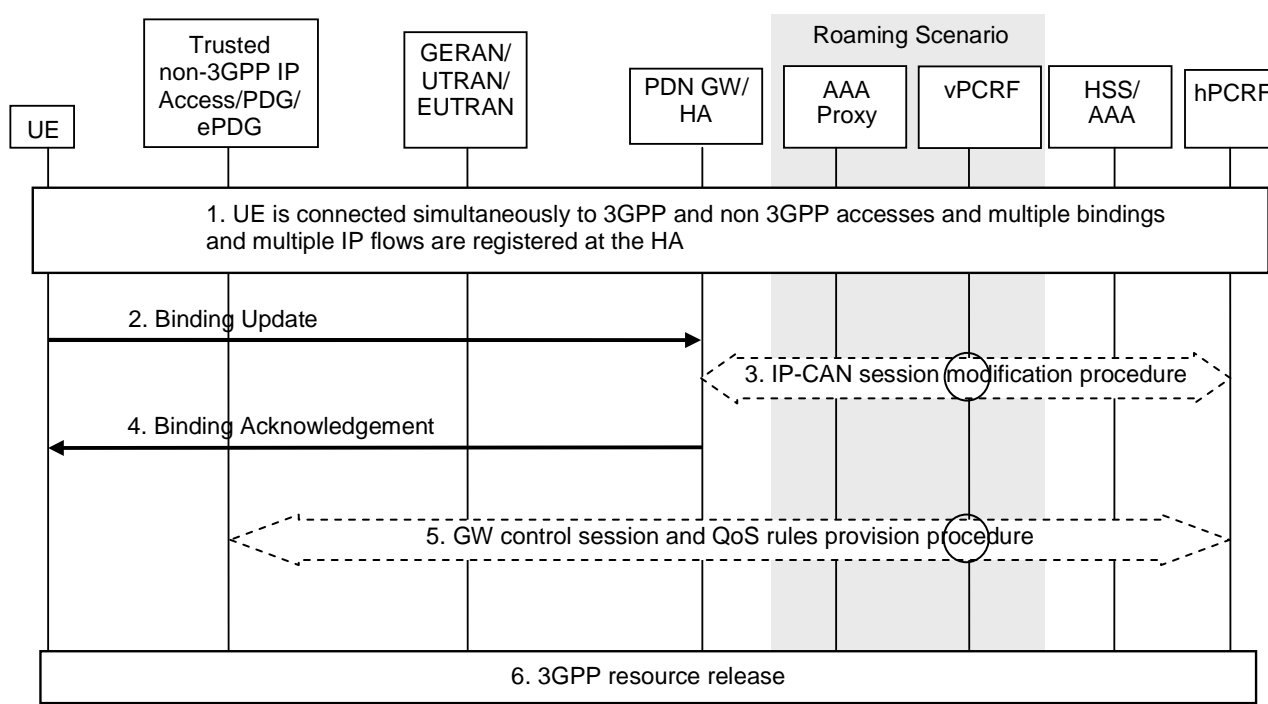 Roaming Scenario
UE
Trusted
non-3GPP IP
Access/PDG/
ePDG
GERAN/
UTRAN/
EUTRAN
PDN GW/
HA
AAA
Proxy
vPCRF
HSS/
AAA
hPCRF
1. UE is connected simultaneously to 3GPP and non 3GPP accesses and multiple bindings
and multiple IP flows are registered at the HA
2. Binding Update
3. IP-CAN session modification procedure
4. Binding Acknowledgement
5. GW control session and QoS rules provision procedure
6. 3GPP resource release